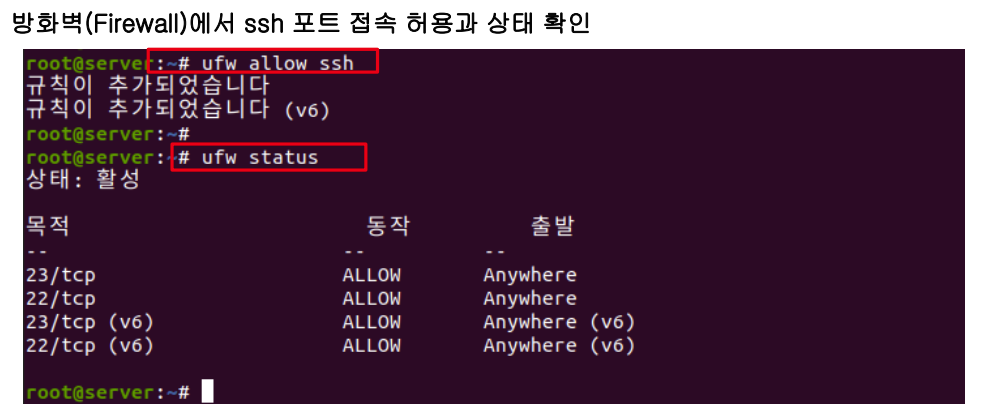 방화벽(Firewall)에서 ssh 포트 접속 허용과 상태 확인
root@server:~# ufw allow ssh
규칙이 추가되었습니다
규칙이 추가되었습니다 (v6)
root@server:~#
root@server:~# ufw status
상태: 활성
목적 동작 출발
-- -- --
23/tcp ALLOW Anywhere
22/tcp ALLOW Anywhere
23/tcp (v6) ALLOW Anywhere (v6)
22/tcp (v6) ALLOW Anywhere (v6)
root@server:~#